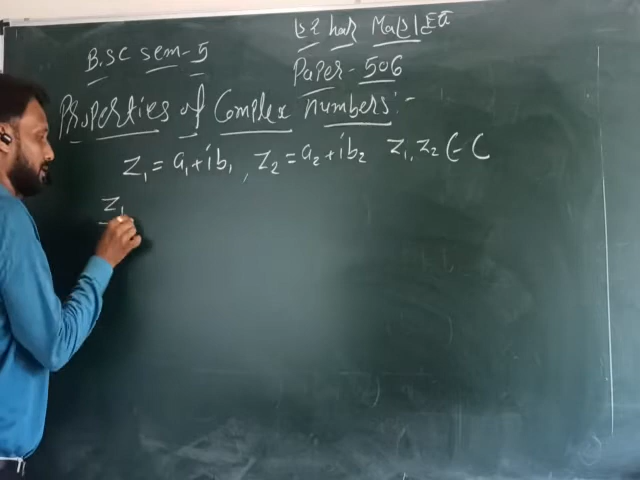 B.sc sem-5
Paper-506
Properties of Complex numbers:-
z₁ = a₁+ib₁, z₂ = a₂+ib₂ z₁, z₂ ∈ C
z₁